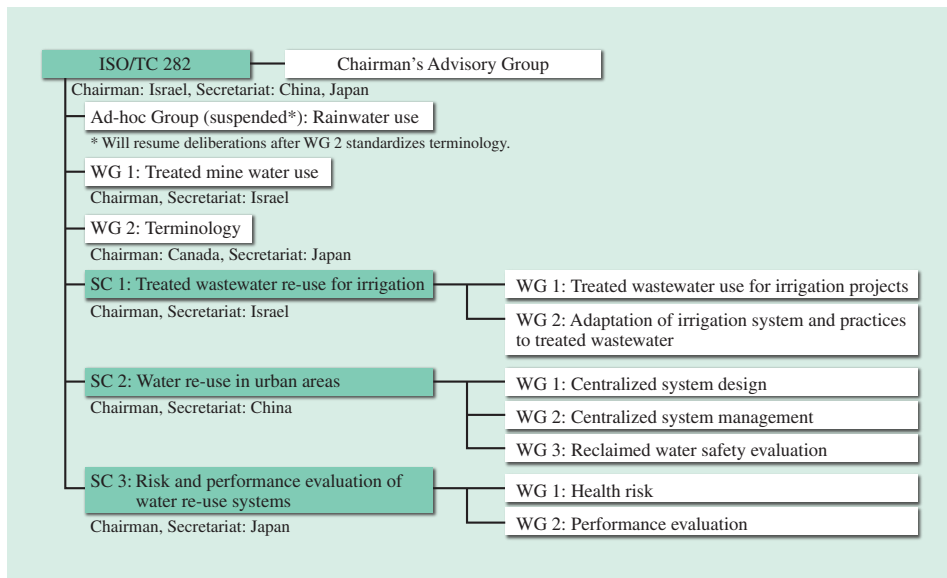 ISO/TC 282
Chairman's Advisory Group
Chairman: Israel, Secretariat: China, Japan
Ad-hoc Group (suspended*): Rainwater use
* Will resume deliberations after WG 2 standardizes terminology.
WG 1: Treated mine water use
Chairman, Secretariat: Israel
WG 2: Terminology
Chairman: Canada, Secretariat: Japan
SC 1: Treated wastewater re-use for irrigation
Chairman, Secretariat: Israel
WG 1: Treated wastewater use for irrigation projects
WG 2: Adaptation of irrigation system and practices
to treated wastewater
SC 2: Water re-use in urban areas
Chairman, Secretariat: China
WG 1: Centralized system design
WG 2: Centralized system management
WG 3: Reclaimed water safety evaluation
SC 3: Risk and performance evaluation of
water re-use systems
Chairman, Secretariat: Japan
WG 1: Health risk
WG 2: Performance evaluation